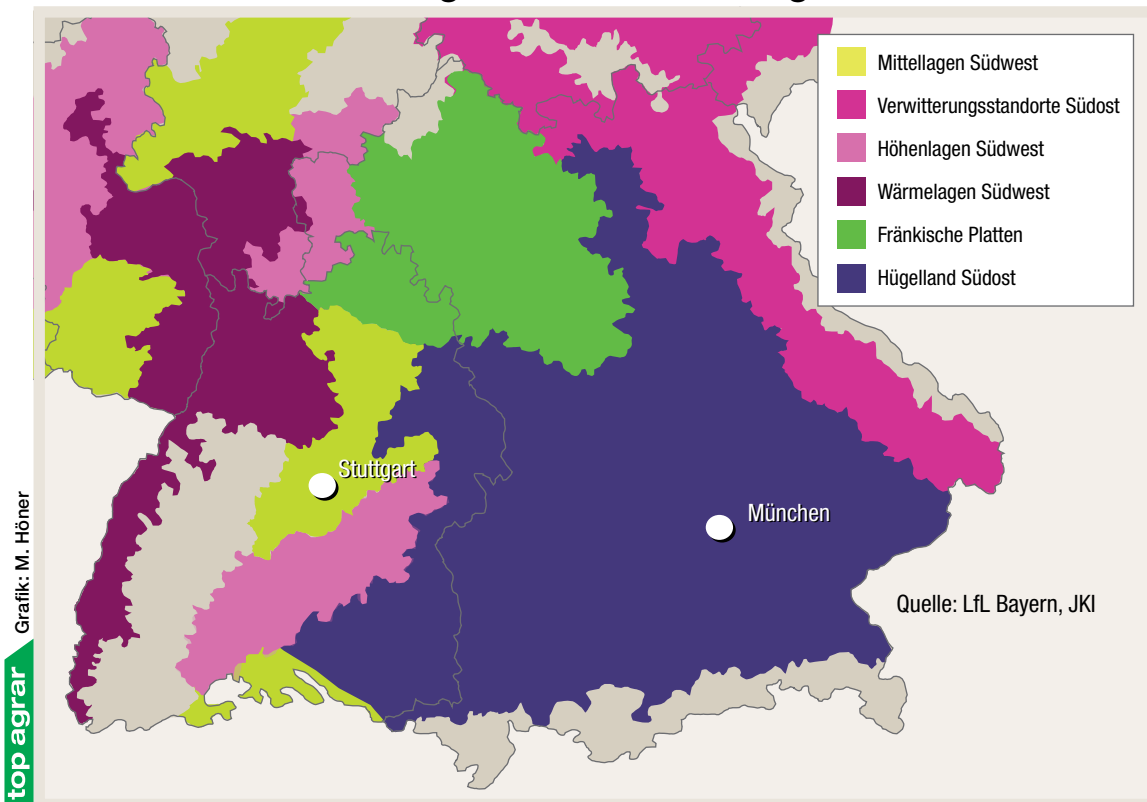 Mittellagen Südwest
Verwitterungsstandorte Südost
Höhenlagen Südwest
Wärmelagen Südwest
Fränkische Platten
Hügelland Südost
Stuttgart
München
Quelle: LfL Bayern, JKI
Grafik: M. Höner
top agrar